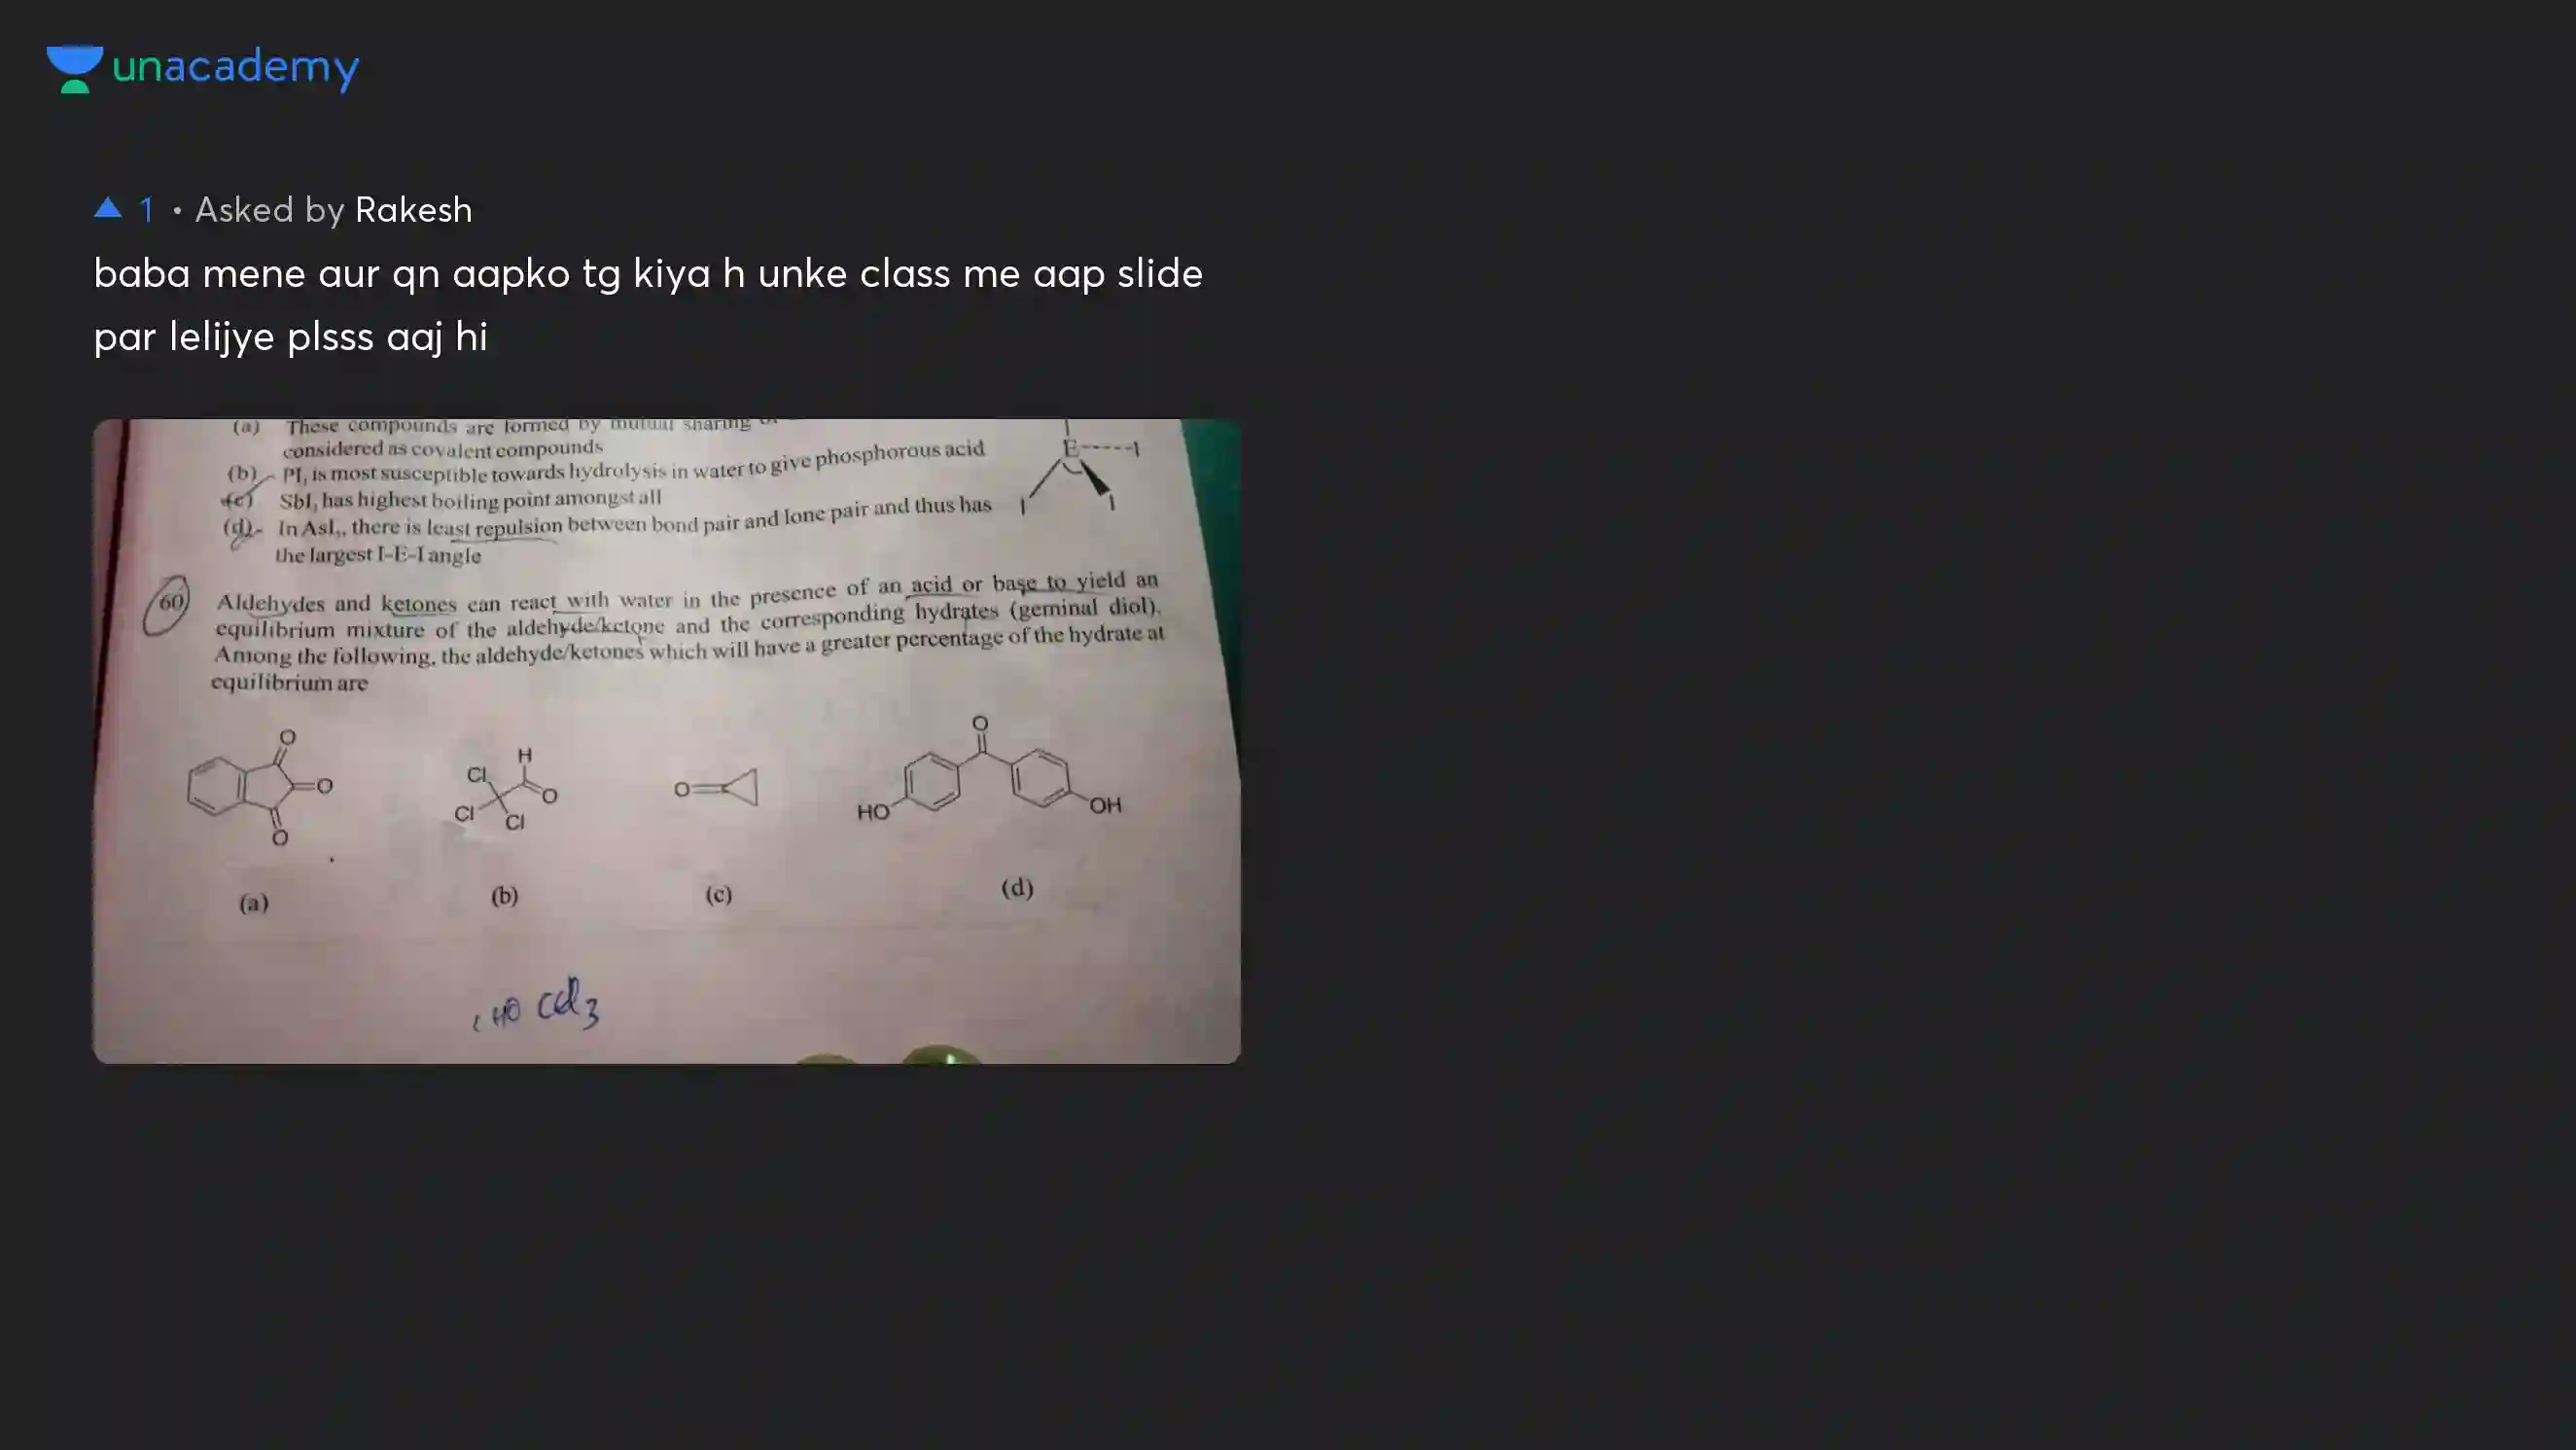 unacademy
▲ 1 • Asked by Rakesh
baba mene aur qn aapko tg kiya h unke class me aap slide
par lelijye plsss aaj hi
(a) These compounds are formed by mutual sharing
considered as covalent compounds
(b) PI₃ is most susceptible towards hydrolysis in water to give phosphorous acid
(c) SbI₃ has highest boiling point amongst all
(d) In AsI₃, there is least repulsion between bond pair and lone pair and thus has
the largest I-E-I angle
E I
I I
60 Aldehydes and ketones can react with water in the presence of an acid or base to yield an
equilibrium mixture of the aldehyde/ketone and the corresponding hydrates (geminal diol).
Among the following, the aldehyde/ketones which will have a greater percentage of the hydrate at
equilibrium are
O
O
O
H
Cl
O
Cl
Cl
O
O
HO
OH
(a) (b) (c) (d)
HO CCl3